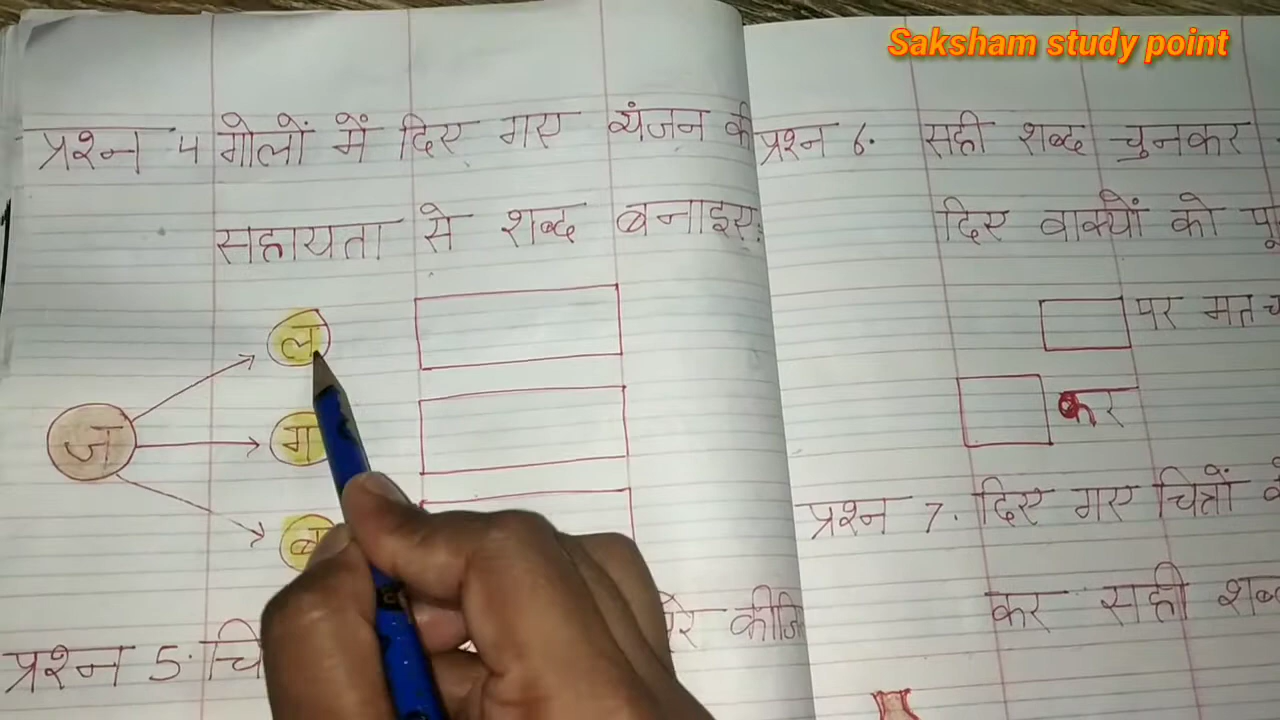 Saksham study point
प्रश्न 4 गोलों में दिए गए व्यंजन की
सहायता से शब्द बनाइए:
ल
ज
ग
ब
प्रश्न 5.
प्रश्न 6. सही शब्द चुनकर
दिए वाक्यों को
पर मत
कर
प्रश्न 7. दिए गए चित्रों
कर सही